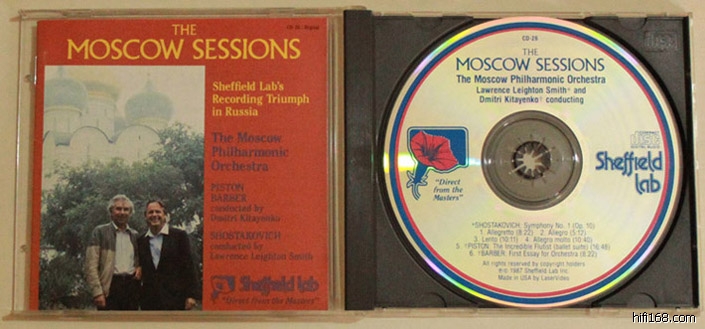 THE
CD 26 / Digital
MOSCOW SESSIONS
Sheffield Lab's
Recording Triumph
in Russia
The Moscow
Philharmonic
Orchestra
PISTON
BARBER
conducted by
Dmitri Kitayenko
SHOSTAKOVICH
conducted by
Lawrence Leighton Smith
Sheffield Lab
"Direct from the Masters"
CD-26
THE
MOSCOW SESSIONS
The Moscow Philharmonic Orchestra
Lawrence Leighton Smith* and
Dmitri Kitayenko† conducting
"Direct
from the
Masters"
Sheffield
lab
*SHOSTAKOVICH: Symphony No. 1 (Op. 10)
1. Allegretto (8:22) 2. Allegro (5:12)
3. Lento (10:11) 4. Allegro molto (10:40)
5. †PISTON: The Incredible Flutist (ballet suite) (16:48)
6. †BARBER: First Essay for Orchestra (8:22)
All rights reserved by copyright holders
℗ © 1987 Sheffield Lab Inc.
Made in USA by LaserVideo
hifi168.com